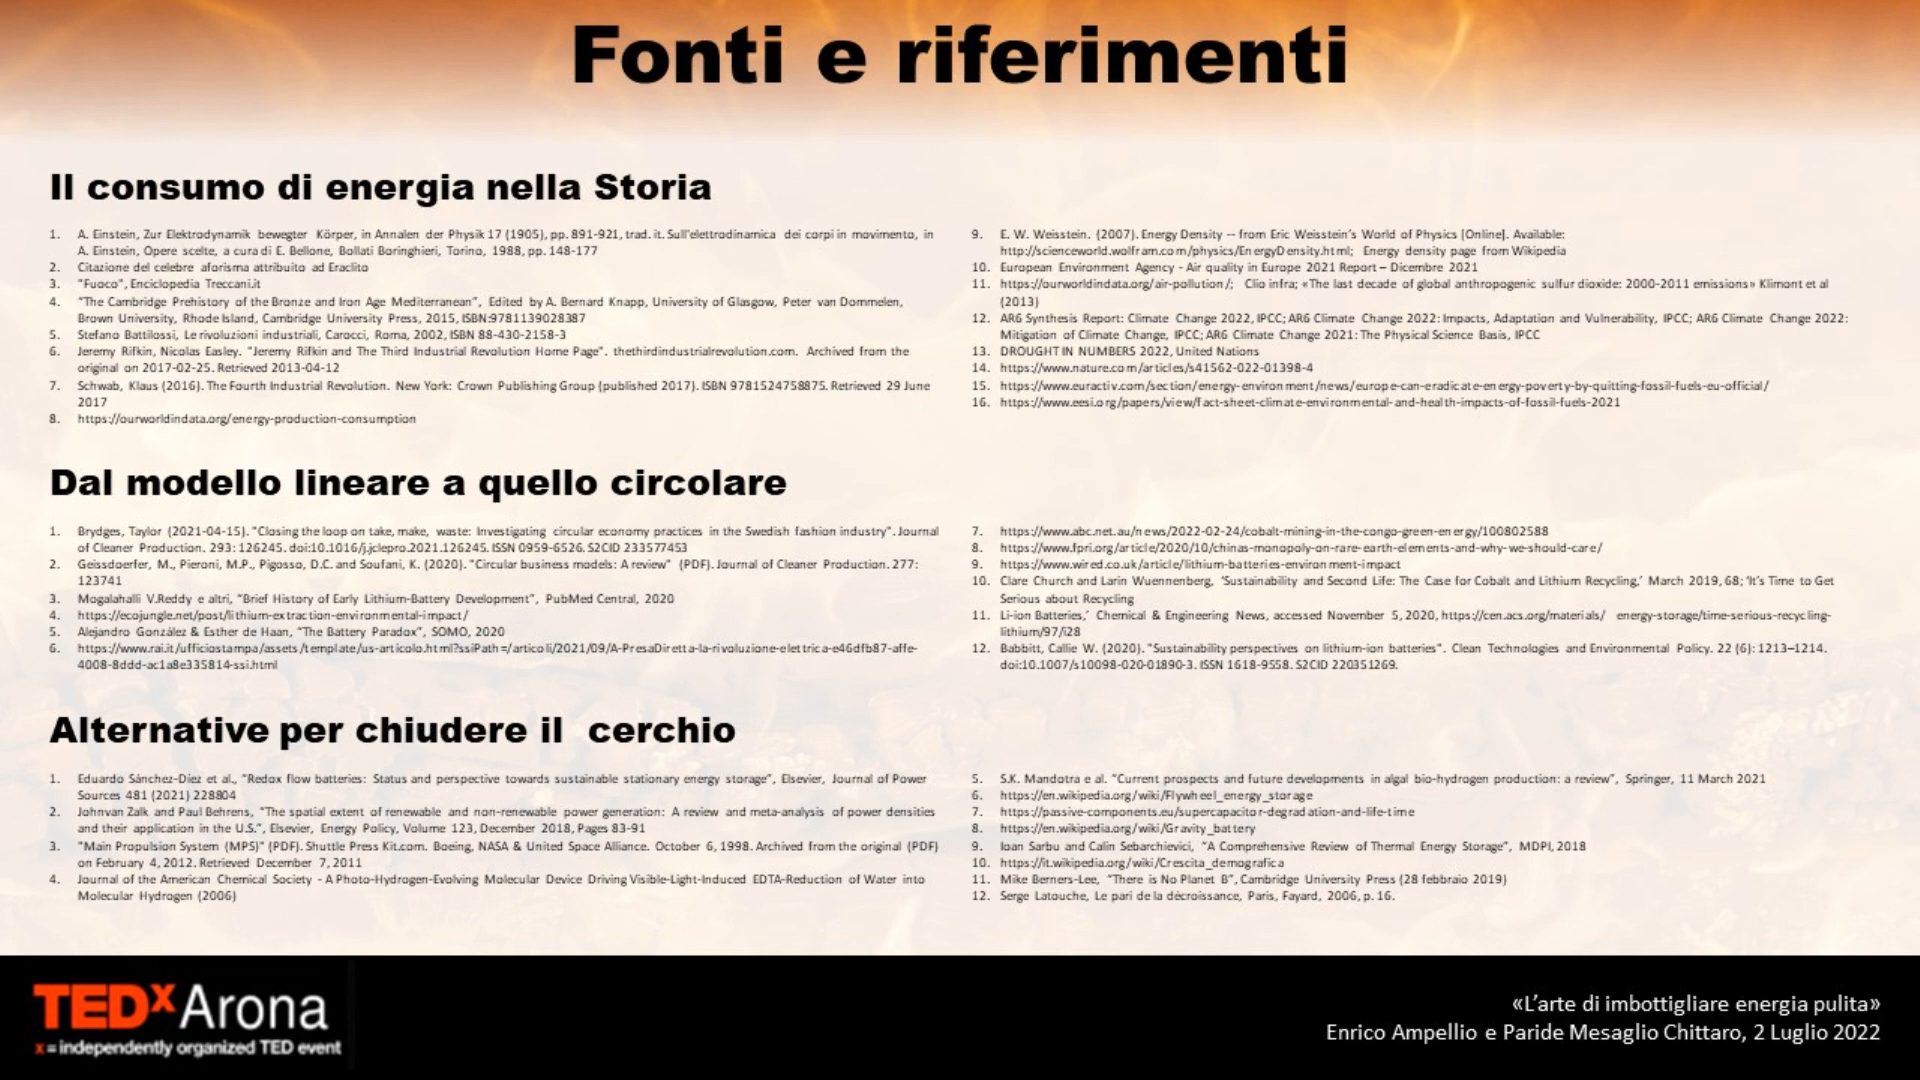 Fonti e riferimenti
Il consumo di energia nella Storia
1. A. Einstein, Zur Elektrodynamik bewegter Körper, in Annalen der Physik 17 (1905), pp. 891-921, trad. it. Sull'elettrodinamica dei corpi in movimento, in
A. Einstein, Opere scelte, a cura di E. Bellone, Bollati Boringhieri, Torino, 1988, pp. 148-177
2. Citazione del celebre aforisma attribuito ad Eraclito
3. "Fuoco", Enciclopedia Treccani.it
4. "The Cambridge Prehistory of the Bronze and Iron Age Mediterranean", Edited by A. Bernard Knapp, University of Glasgow, Peter van Dommelen,
Brown University, Rhode Island, Cambridge University Press, 2015, ISBN:9781139028387
5. Stefano Battilossi, Le rivoluzioni industriali, Carocci, Roma, 2002, ISBN 88-430-2158-3
6. Jeremy Rifkin, Nicolas Easley. "Jeremy Rifkin and The Third Industrial Revolution Home Page". thethirdindustrialrevolution.com. Archived from the
original on 2017-02-25. Retrieved 2013-04-12
7. Schwab, Klaus (2016). The Fourth Industrial Revolution. New York: Crown Publishing Group (published 2017). ISBN 9781524758875. Retrieved 29 June
2017
8. https://ourworldindata.org/energy-production-consumption
9. E. W. Weisstein. (2007). Energy Density -- from Eric Weisstein's World of Physics [Online]. Available:
http://scienceworld.wolfram.com/physics/EnergyDensity.html; Energy density page from Wikipedia
10. European Environment Agency - Air quality in Europe 2021 Report – Dicembre 2021
11. https://ourworldindata.org/air-pollution/; Clio infra; «The last decade of global anthropogenic sulfur dioxide: 2000-2011 emissions» Klimont et al
(2013)
12. AR6 Synthesis Report: Climate Change 2022, IPCC; AR6 Climate Change 2022: Impacts, Adaptation and Vulnerability, IPCC; AR6 Climate Change 2022:
Mitigation of Climate Change, IPCC; AR6 Climate Change 2021: The Physical Science Basis, IPCC
13. DROUGHT IN NUMBERS 2022, United Nations
14. https://www.nature.com/articles/s41562-022-01398-4
15. https://www.euractiv.com/section/energy-environment/news/europe-can-eradicate-energy-poverty-by-quitting-fossil-fuels-eu-official/
16. https://www.eesi.org/papers/view/fact-sheet-climate-environmental-and-health-impacts-of-fossil-fuels-2021
Dal modello lineare a quello circolare
1. Brydges, Taylor (2021-04-15). "Closing the loop on take, make, waste: Investigating circular economy practices in the Swedish fashion industry". Journal
of Cleaner Production. 293: 126245. doi:10.1016/j.jclepro.2021.126245. ISSN 0959-6526. S2CID 233577453
2. Geissdoerfer, M., Pieroni, M.P., Pigosso, D.C. and Soufani, K. (2020). "Circular business models: A review" (PDF). Journal of Cleaner Production. 277:
123741
3. Mogalahalli V.Reddy e altri, "Brief History of Early Lithium-Battery Development", PubMed Central, 2020
4. https://ecojungle.net/post/lithium-extraction-environmental-impact/
5. Alejandro González & Esther de Haan, "The Battery Paradox", SOMO, 2020
6. https://www.rai.it/ufficiostampa/assets/template/us-articolo.html?ssiPath=/articoli/2021/09/A-PresaDiretta-la-rivoluzione-elettrica-e46dfb87-affe-
4008-8ddd-ac1a8e335814-ssi.html
7. https://www.abc.net.au/news/2022-02-24/cobalt-mining-in-the-congo-green-energy/100802588
8. https://www.fpri.org/article/2020/10/chinas-monopoly-on-rare-earth-elements-and-why-we-should-care/
9. https://www.wired.co.uk/article/lithium-batteries-environment-impact
10. Clare Church and Larin Wuennenberg, 'Sustainability and Second Life: The Case for Cobalt and Lithium Recycling,' March 2019, 68; 'It's Time to Get
Serious about Recycling
11. Li-ion Batteries,' Chemical & Engineering News, accessed November 5, 2020, https://cen.acs.org/materials/ energy-storage/time-serious-recycling-
lithium/97/i28
12. Babbitt, Callie W. (2020). "Sustainability perspectives on lithium-ion batteries". Clean Technologies and Environmental Policy. 22 (6): 1213–1214.
doi:10.1007/s10098-020-01890-3. ISSN 1618-9558. S2CID 220351269.
Alternative per chiudere il cerchio
1. Eduardo Sánchez-Díez et al., "Redox flow batteries: Status and perspective towards sustainable stationary energy storage", Elsevier, Journal of Power
Sources 481 (2021) 228804
2. Johnvan Zalk and Paul Behrens, "The spatial extent of renewable and non-renewable power generation: A review and meta-analysis of power densities
and their application in the U.S.", Elsevier, Energy Policy, Volume 123, December 2018, Pages 83-91
3. "Main Propulsion System (MPS)" (PDF). Shuttle Press Kit.com. Boeing, NASA & United Space Alliance. October 6, 1998. Archived from the original (PDF)
on February 4, 2012. Retrieved December 7, 2011
4. Journal of the American Chemical Society - A Photo-Hydrogen-Evolving Molecular Device Driving Visible-Light-Induced EDTA-Reduction of Water into
Molecular Hydrogen (2006)
5. S.K. Mandotra e al. "Current prospects and future developments in algal bio-hydrogen production: a review", Springer, 11 March 2021
6. https://en.wikipedia.org/wiki/Flywheel_energy_storage
7. https://passive-components.eu/supercapacitor-degradation-and-life-time
8. https://en.wikipedia.org/wiki/Gravity_battery
9. Ioan Sarbu and Calin Sebarchievici, "A Comprehensive Review of Thermal Energy Storage", MDPI, 2018
10. https://it.wikipedia.org/wiki/Crescita_demografica
11. Mike Berners-Lee, "There is No Planet B", Cambridge University Press (28 febbraio 2019)
12. Serge Latouche, Le pari de la décroissance, Paris, Fayard, 2006, p. 16.
TEDxArona
x = independently organized TED event
«L'arte di imbottigliare energia pulita»
Enrico Ampellio e Paride Mesaglio Chittaro, 2 Luglio 2022